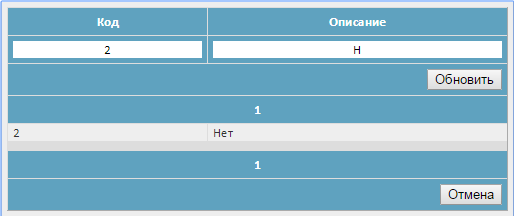 Код Описание
2 Н
Обновить
1
2 Нет
1
Отмена